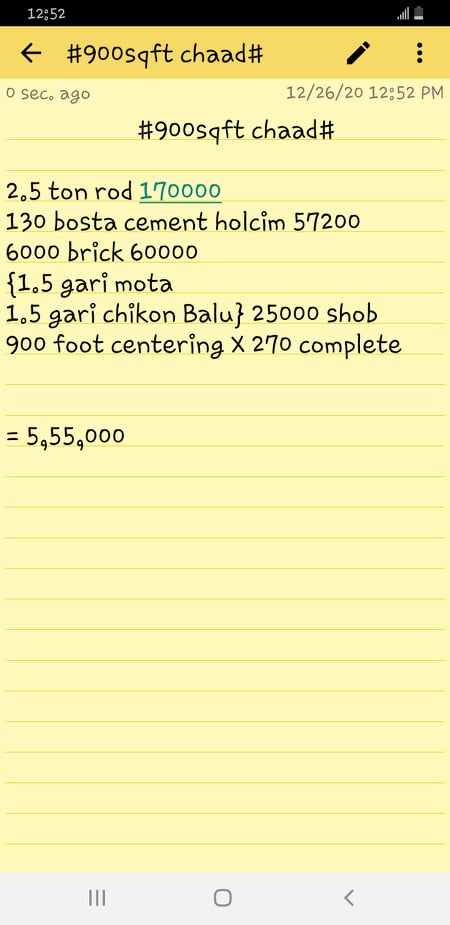 12:52
#900sqft chaad#
0 sec. ago 12/26/20 12:52 PM
#900sqft chaad#
2.5 ton rod 170000
130 bosta cement holcim 57200
6000 brick 60000
{1.5 gari mota
1.5 gari chikon Balu} 25000 shob
900 foot centering X 270 complete
= 5,55,000